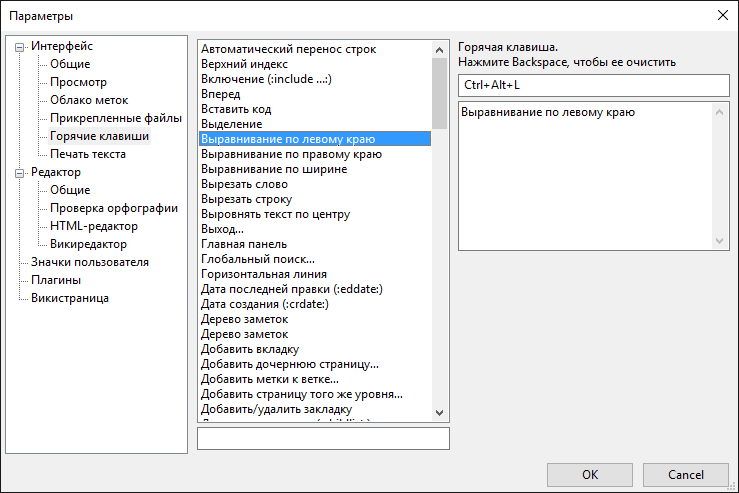 Параметры
Интерфейс
Общие
Просмотр
Облако меток
Прикрепленные файлы
Горячие клавиши
Печать текста
Редактор
Общие
Проверка орфографии
HTML-редактор
Викиредактор
Значки пользователя
Плагины
Викистраница
Автоматический перенос строк
Верхний индекс
Включение (:include ...:)
Вперед
Вставить код
Выделение
Выравнивание по левому краю
Выравнивание по правому краю
Выравнивание по ширине
Вырезать слово
Вырезать строку
Выровнять текст по центру
Выход...
Главная панель
Глобальный поиск...
Горизонтальная линия
Дата последней правки (:eddate:)
Дата создания (:crdate:)
Дерево заметок
Дерево заметок
Добавить вкладку
Добавить дочернюю страницу...
Добавить метки к ветке...
Добавить страницу того же уровня...
Добавить/удалить закладку
Горячая клавиша.
Нажмите Backspace, чтобы ее очистить
Ctrl+Alt+L
Выравнивание по левому краю
OK
Cancel